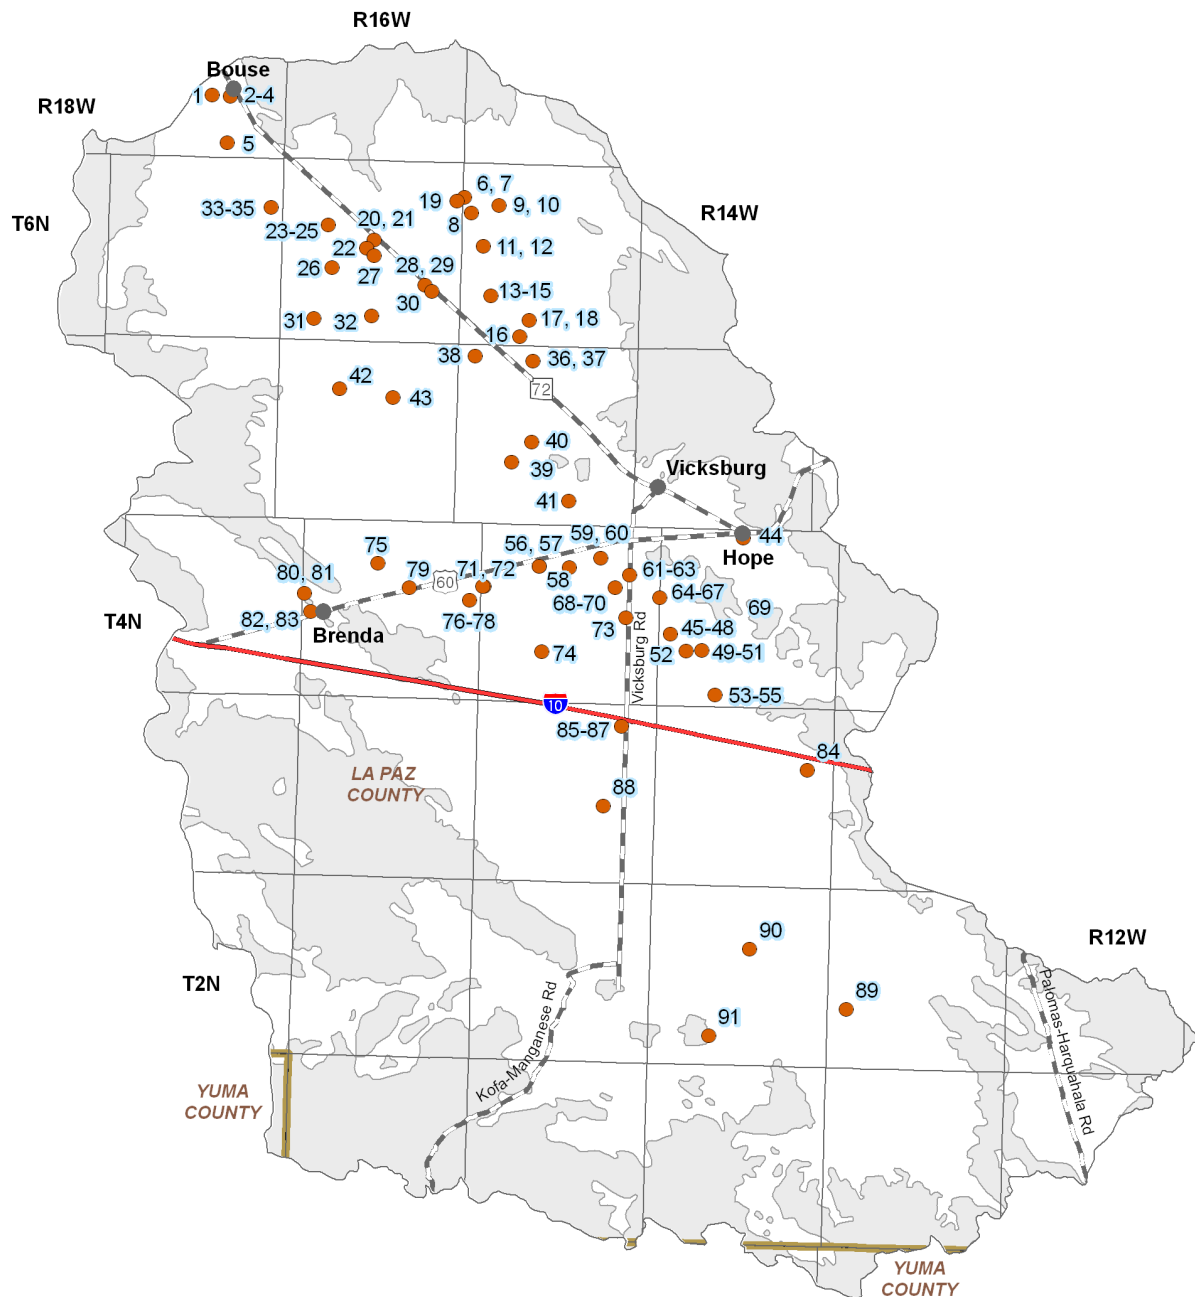 R16W
Bouse
1
2-4
R18W
5
6, 7
19
9, 10
33-35
8
R14W
T6N
20, 21
23-25
22
11, 12
26
27
28, 29
13-15
30
31
32
17, 18
16
38
36, 37
42
43
72
40
39
Vicksburg
41
44
Hope
59, 60
56, 57
75
58
79
71, 72
60
61-63
80, 81
64-67
68-70
76-78
69
82, 83
Brenda
73
45-48
T4N
Vicksburg Rd
74
52
49-51
53-55
10
85-87
84
LA PAZ
COUNTY
88
90
R12W
T2N
89
Palomas-Harquahala Rd
91
Kofa-Manganese Rd
YUMA
COUNTY
YUMA
COUNTY